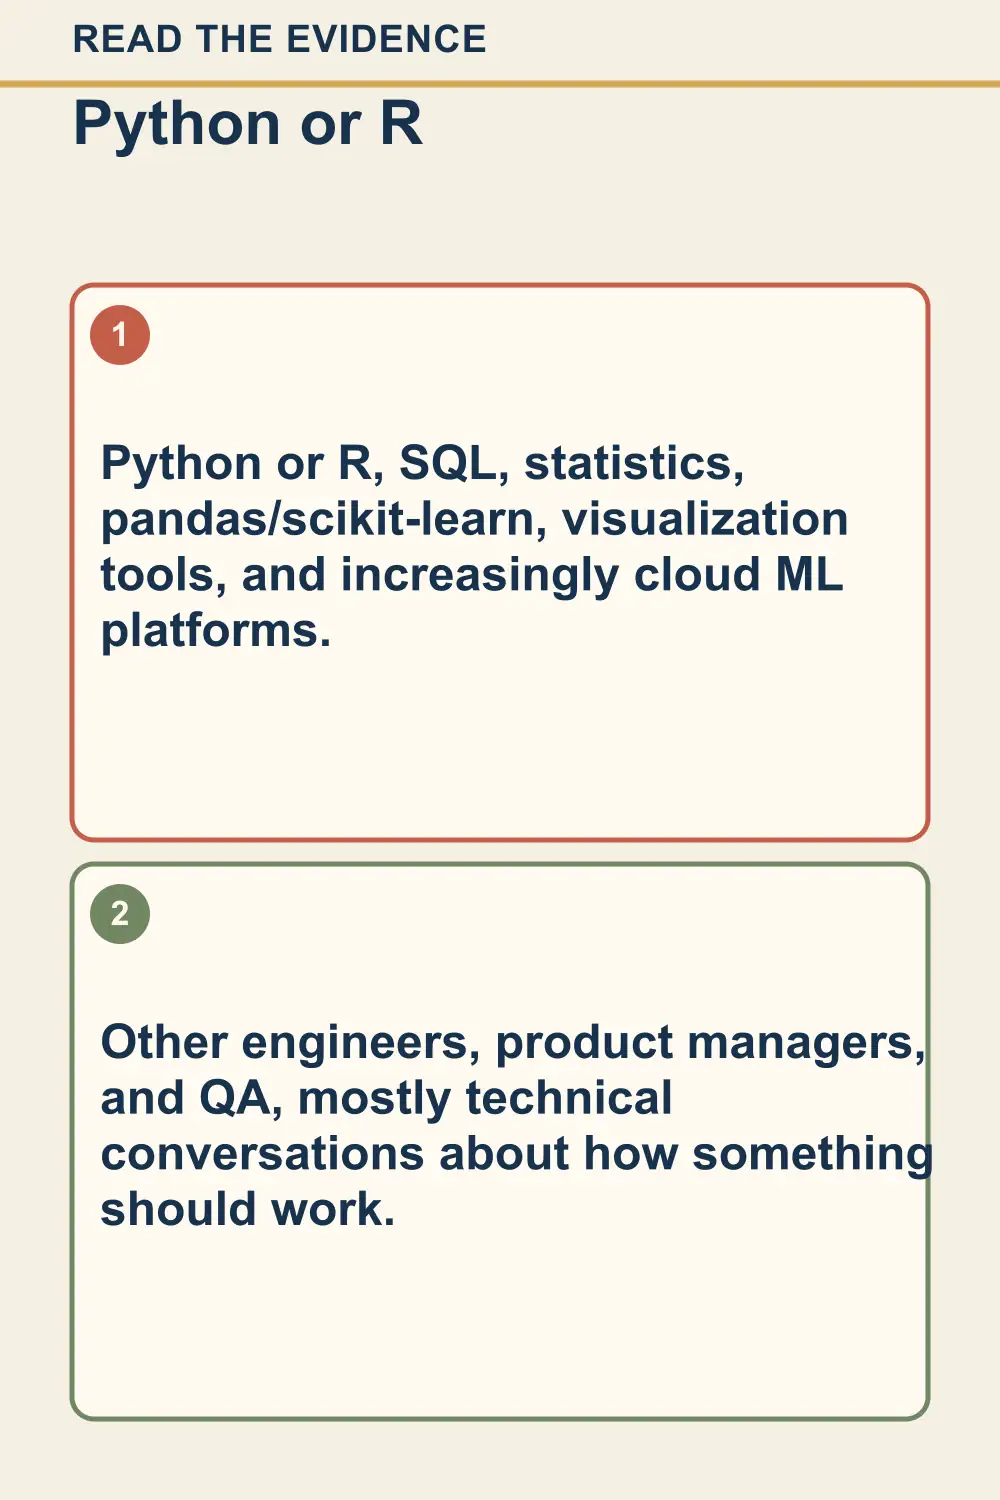 READ THE EVIDENCE
Python or R
1
Python or R, SQL, statistics,
pandas/scikit-learn, visualization
tools, and increasingly cloud ML
platforms.
2
Other engineers, product managers,
and QA, mostly technical
conversations about how something
should work.